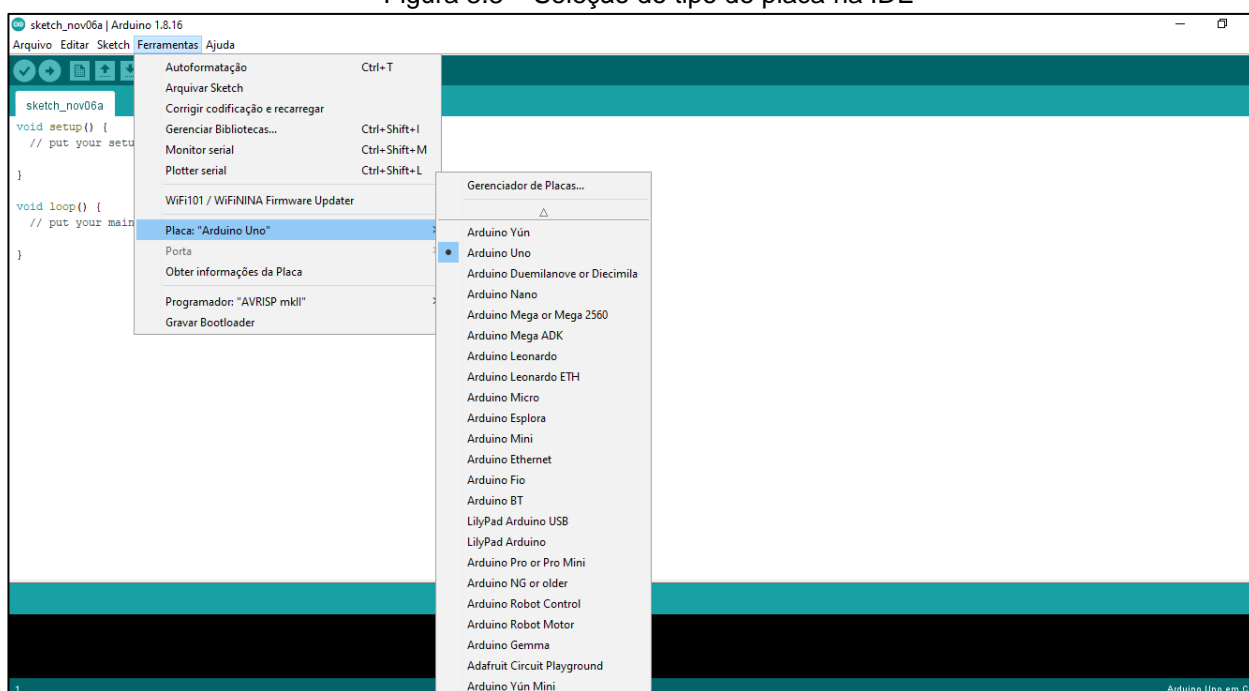 Figura 5.8 – Seleção do tipo de placa na IDE
sketch_nov06a | Arduino 1.8.16
Arquivo Editar Sketch Ferramentas Ajuda
sketch_nov06a
void setup() {
// put your setu
}
void loop() {
// put your main
}
Autoformatação Ctrl+T
Arquivar Sketch
Corrigir codificação e recarregar
Gerenciar Bibliotecas... Ctrl+Shift+I
Monitor serial Ctrl+Shift+M
Plotter serial Ctrl+Shift+L
WiFi101 / WiFiNINA Firmware Updater
Placa: "Arduino Uno"
Porta
Obter informações da Placa
Programador: "AVRISP mkII"
Gravar Bootloader
Gerenciador de Placas...
Arduino Yún
Arduino Uno
Arduino Duemilanove or Diecimila
Arduino Nano
Arduino Mega or Mega 2560
Arduino Mega ADK
Arduino Leonardo
Arduino Leonardo ETH
Arduino Micro
Arduino Esplora
Arduino Mini
Arduino Ethernet
Arduino Fio
Arduino BT
LilyPad Arduino USB
LilyPad Arduino
Arduino Pro or Pro Mini
Arduino NG or older
Arduino Robot Control
Arduino Robot Motor
Arduino Gemma
Adafruit Circuit Playground
Arduino Yún Mini
1
Arduino Uno em